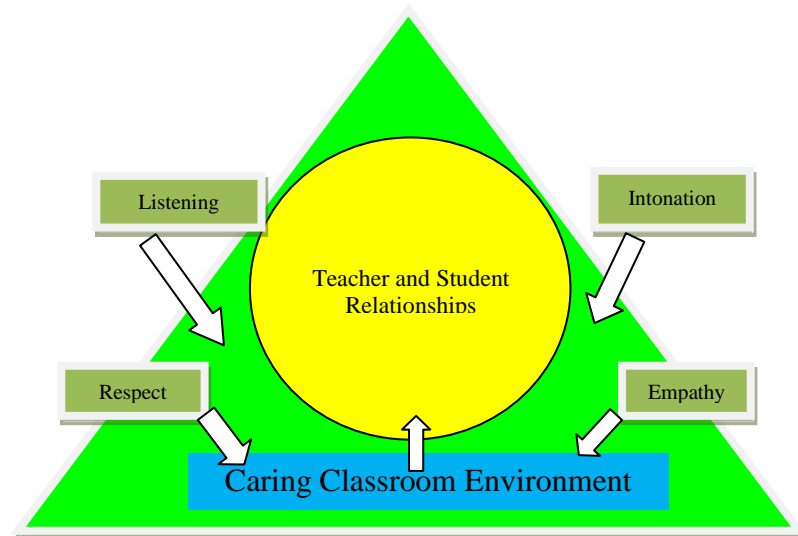 Listening
Intonation
Teacher and Student
Relationships
Respect
Empathy
Caring Classroom Environment